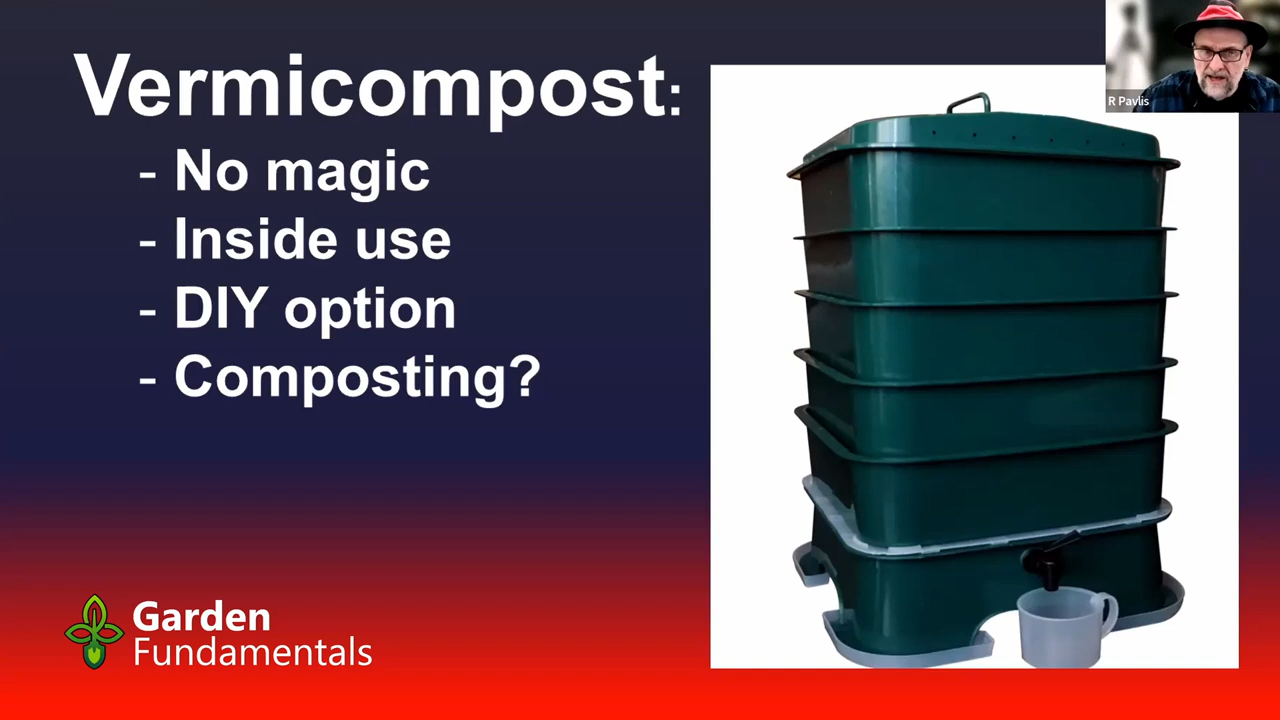 Vermicompost:
- No magic
- Inside use
- DIY option
- Composting?
Garden
Fundamentals
R Pavlis